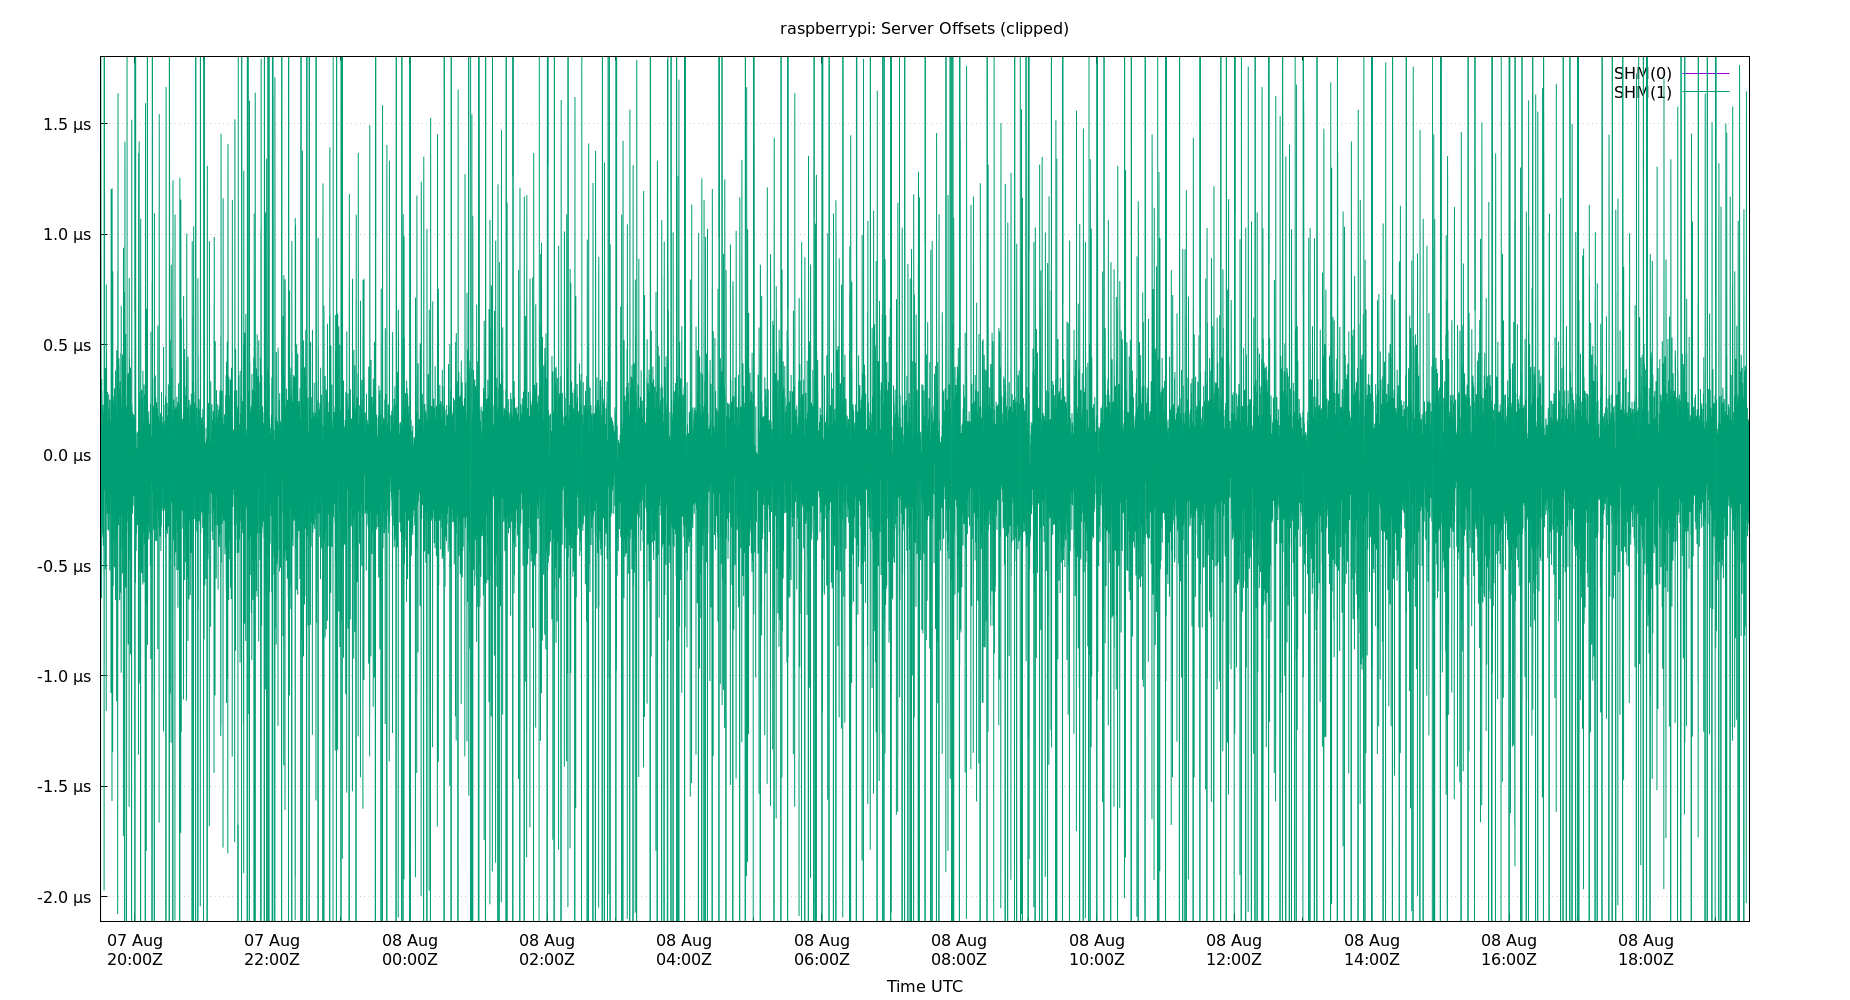 raspberrypi: Server Offsets (clipped)
SHM(0)
SHM(1)
1.5 µs
1.0 µs
0.5 µs
0.0 µs
-0.5 µs
-1.0 µs
-1.5 µs
-2.0 µs
07 Aug 07 Aug 08 Aug 08 Aug 08 Aug 08 Aug 08 Aug 08 Aug 08 Aug 08 Aug 08 Aug 08 Aug
20:00Z 22:00Z 00:00Z 02:00Z 04:00Z 06:00Z 08:00Z 10:00Z 12:00Z 14:00Z 16:00Z 18:00Z
Time UTC